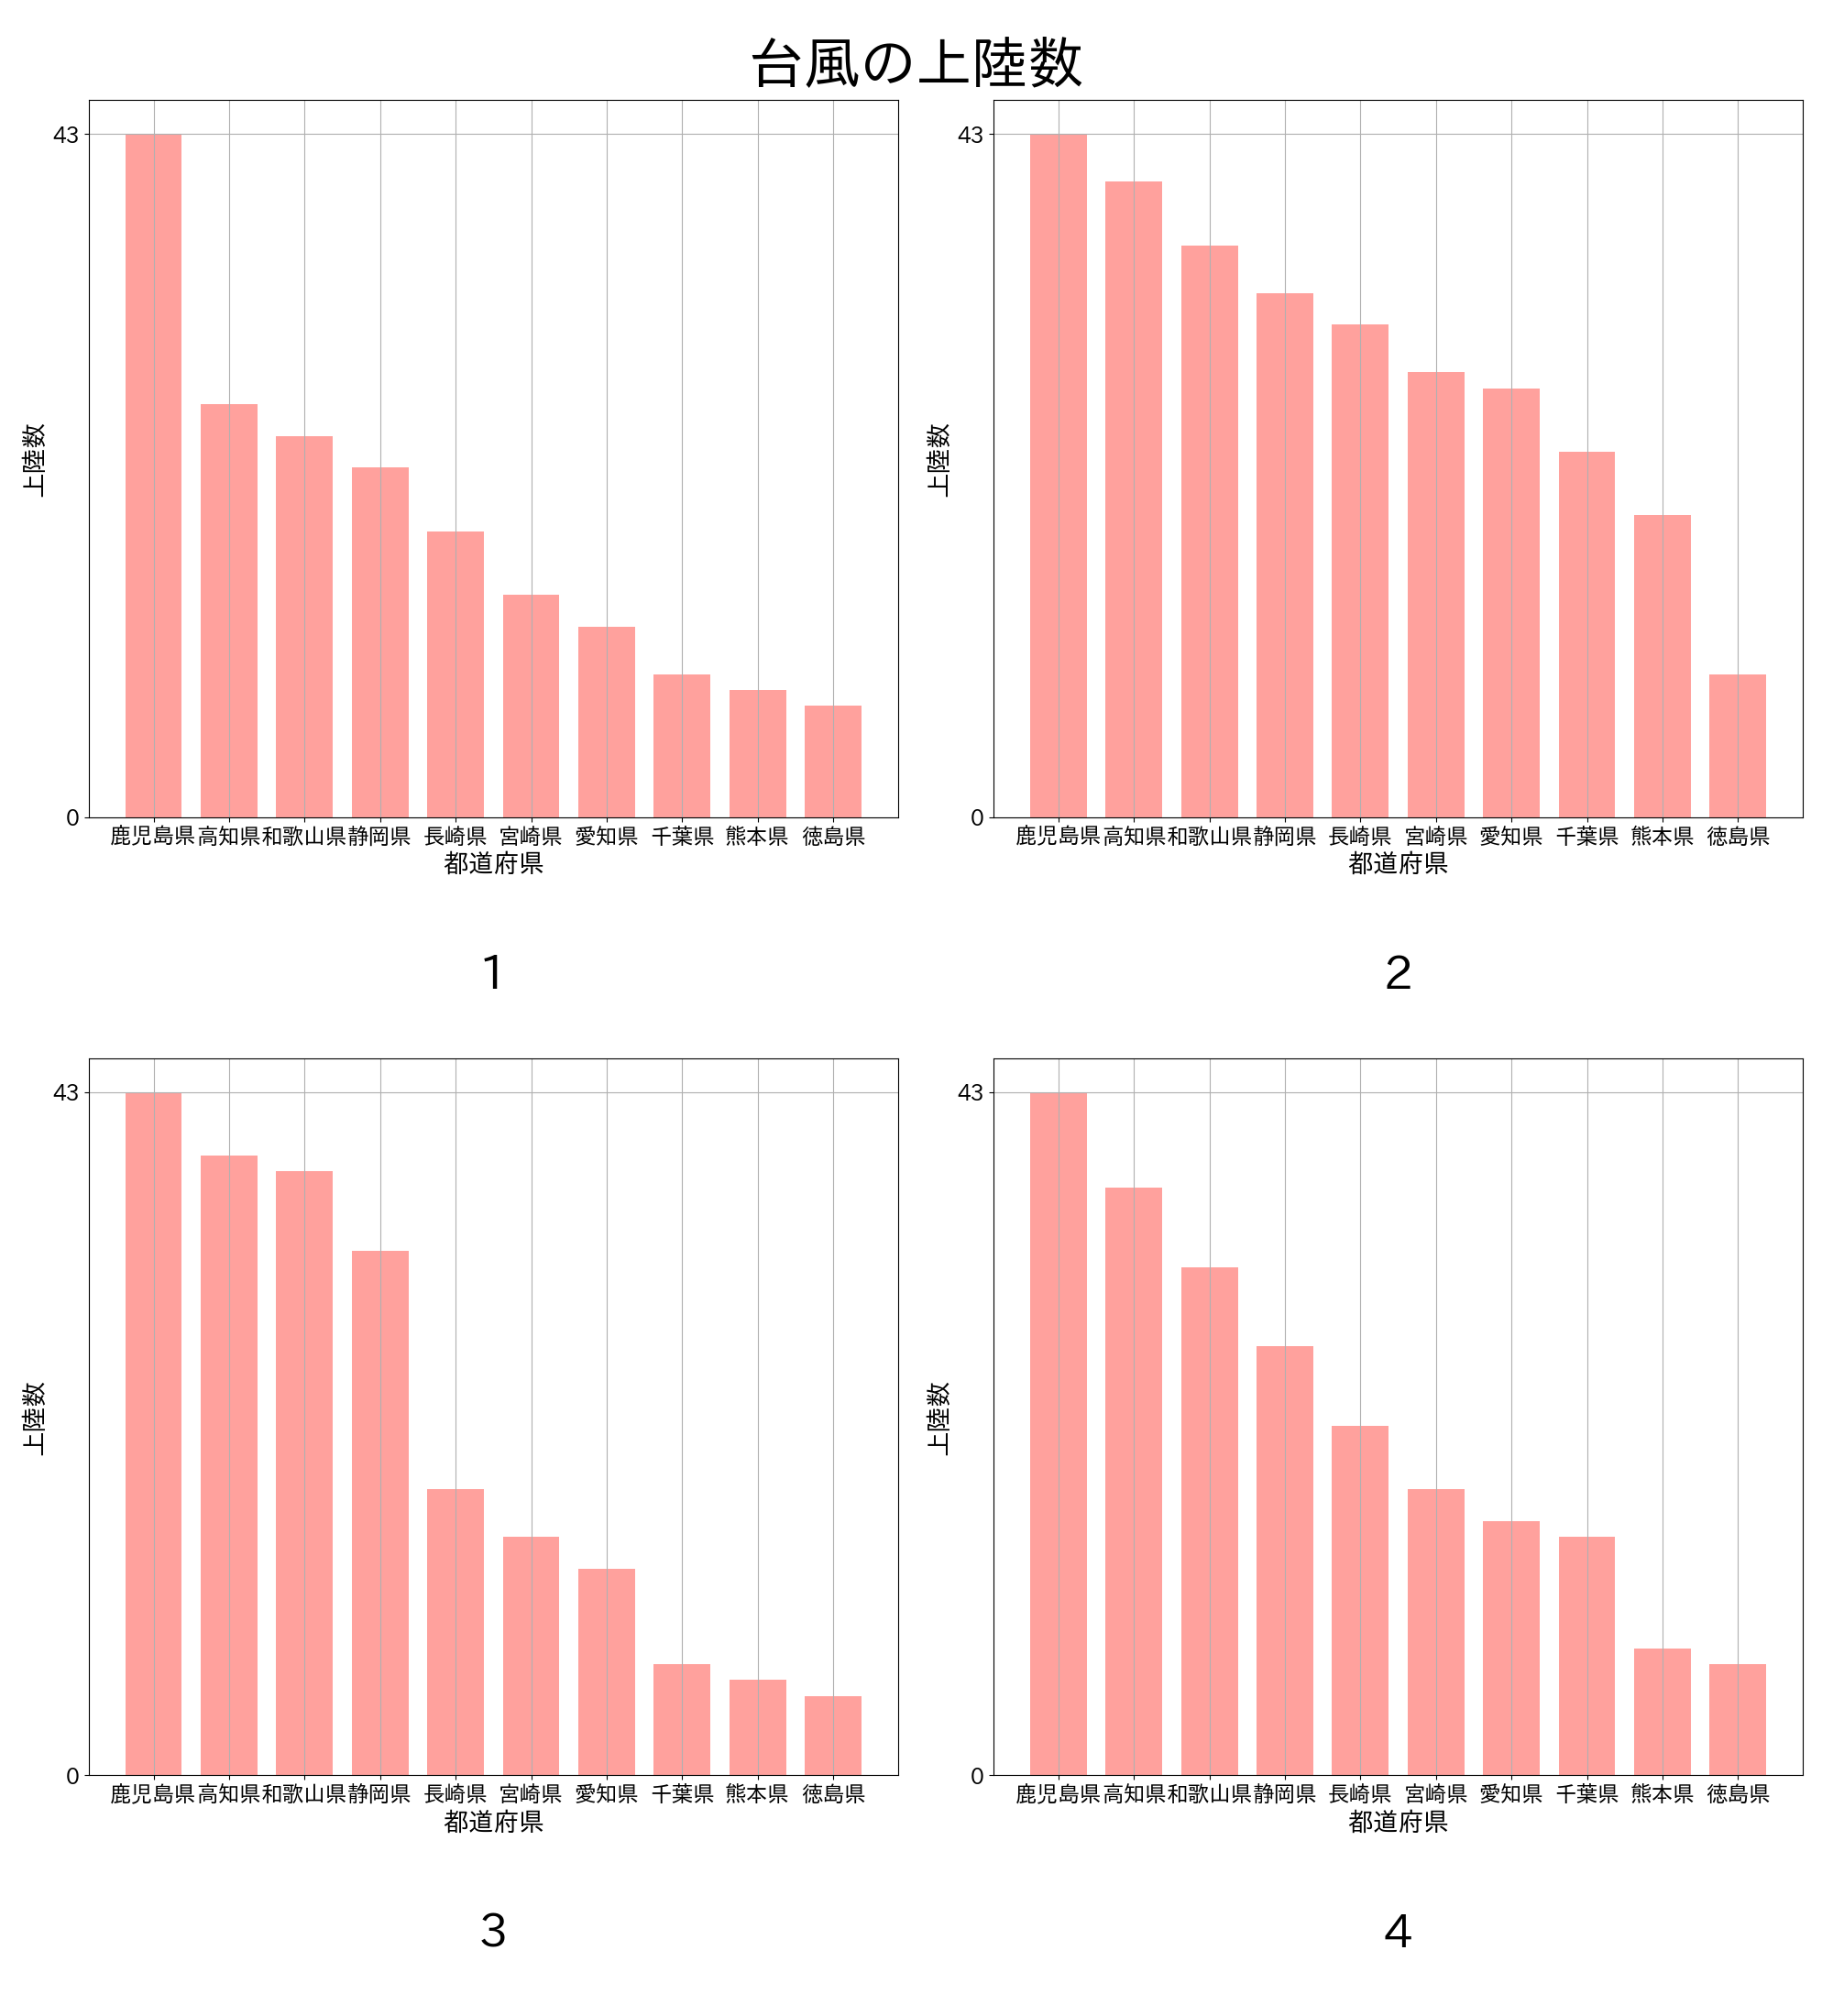 台風の上陸数
43
0
上陸数
鹿児島県 高知県 和歌山県 静岡県 長崎県 宮崎県 愛知県 千葉県 熊本県 徳島県
都道府県
1
43
0
上陸数
鹿児島県 高知県 和歌山県 静岡県 長崎県 宮崎県 愛知県 千葉県 熊本県 徳島県
都道府県
2
43
0
上陸数
鹿児島県 高知県 和歌山県 静岡県 長崎県 宮崎県 愛知県 千葉県 熊本県 徳島県
都道府県
3
43
0
上陸数
鹿児島県 高知県 和歌山県 静岡県 長崎県 宮崎県 愛知県 千葉県 熊本県 徳島県
都道府県
4